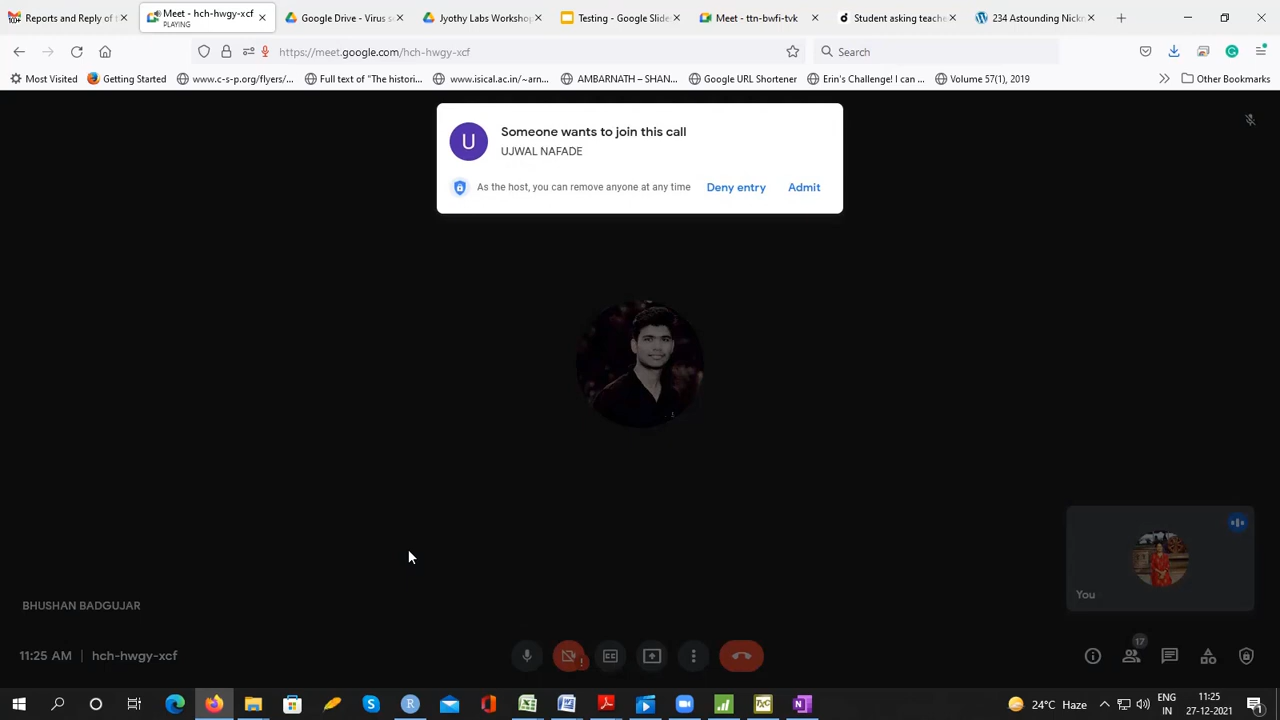 Reports and Reply of
Meet - hch-hwgy-xcf
PLAYING
Google Drive - Virus s
Jyothy Labs Workshop
Testing - Google Slide
Meet - ttn-bwfi-tvk
Student asking teache
234 Astounding Nickn
https://meet.google.com/hch-hwgy-xcf
Search
Most Visited
Getting Started
www.c-s-p.org/flyers/...
Full text of "The histori...
www.isical.ac.in/~arn...
AMBARNATH – SHAN...
Google URL Shortener
Erin's Challenge! I can ...
Volume 57(1), 2019
Other Bookmarks
U
Someone wants to join this call
UJWAL NAFADE
As the host, you can remove anyone at any time
Deny entry
Admit
You
BHUSHAN BADGUJAR
11:25 AM | hch-hwgy-xcf
17
24°C Haze
ENG
IN
11:25
27-12-2021